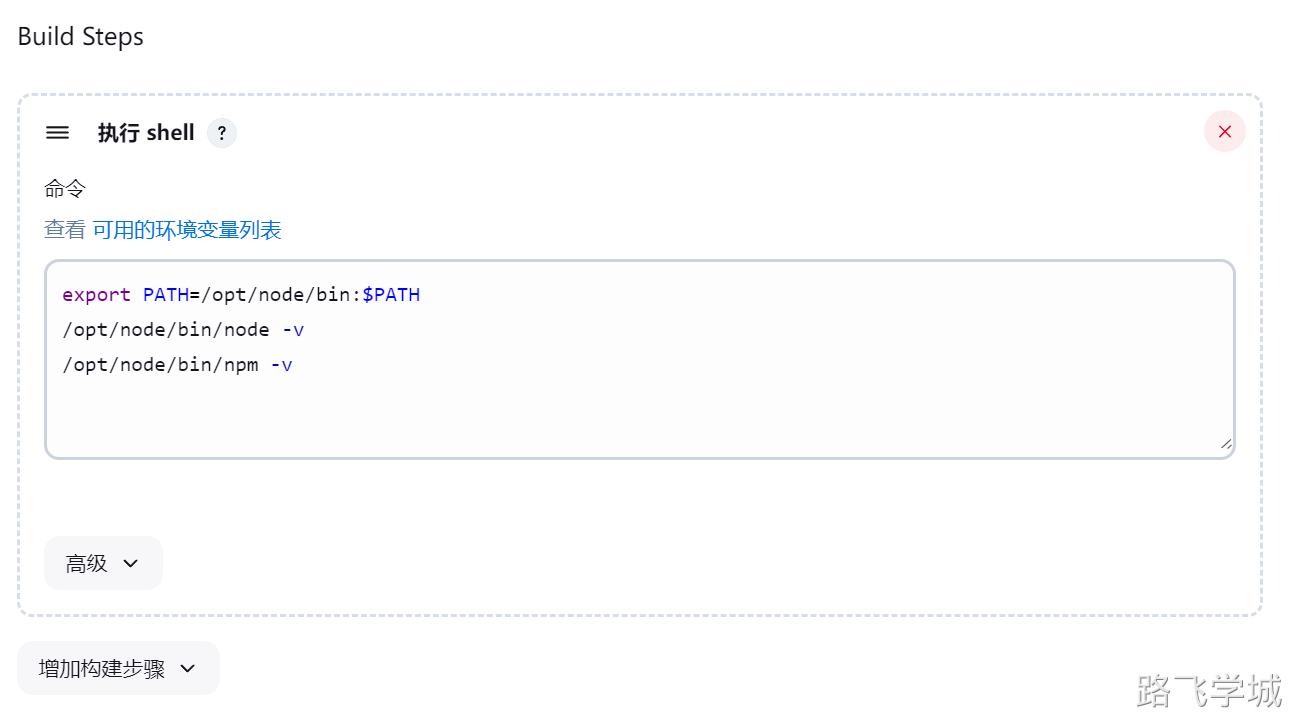 Build Steps
执行 shell ?
命令
查看 可用的环境变量列表
export PATH=/opt/node/bin:$PATH
/opt/node/bin/node -v
/opt/node/bin/npm -v
高级
增加构建步骤
路飞学城